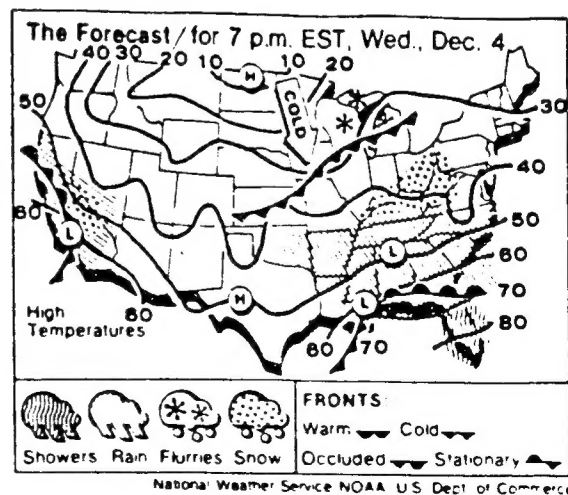 The Forecast / for 7 p.m. EST, Wed., Dec. 4
40 30 20 10 H 10 20
50
COLD
30
40
60
L
50
L
60
H
L
70
80
High
Temperatures
60
60 70
Showers Rain Flurries Snow
FRONTS:
Warm Cold
Occluded Stationary
National Weather Service NOAA U.S. Dept. of Commerce